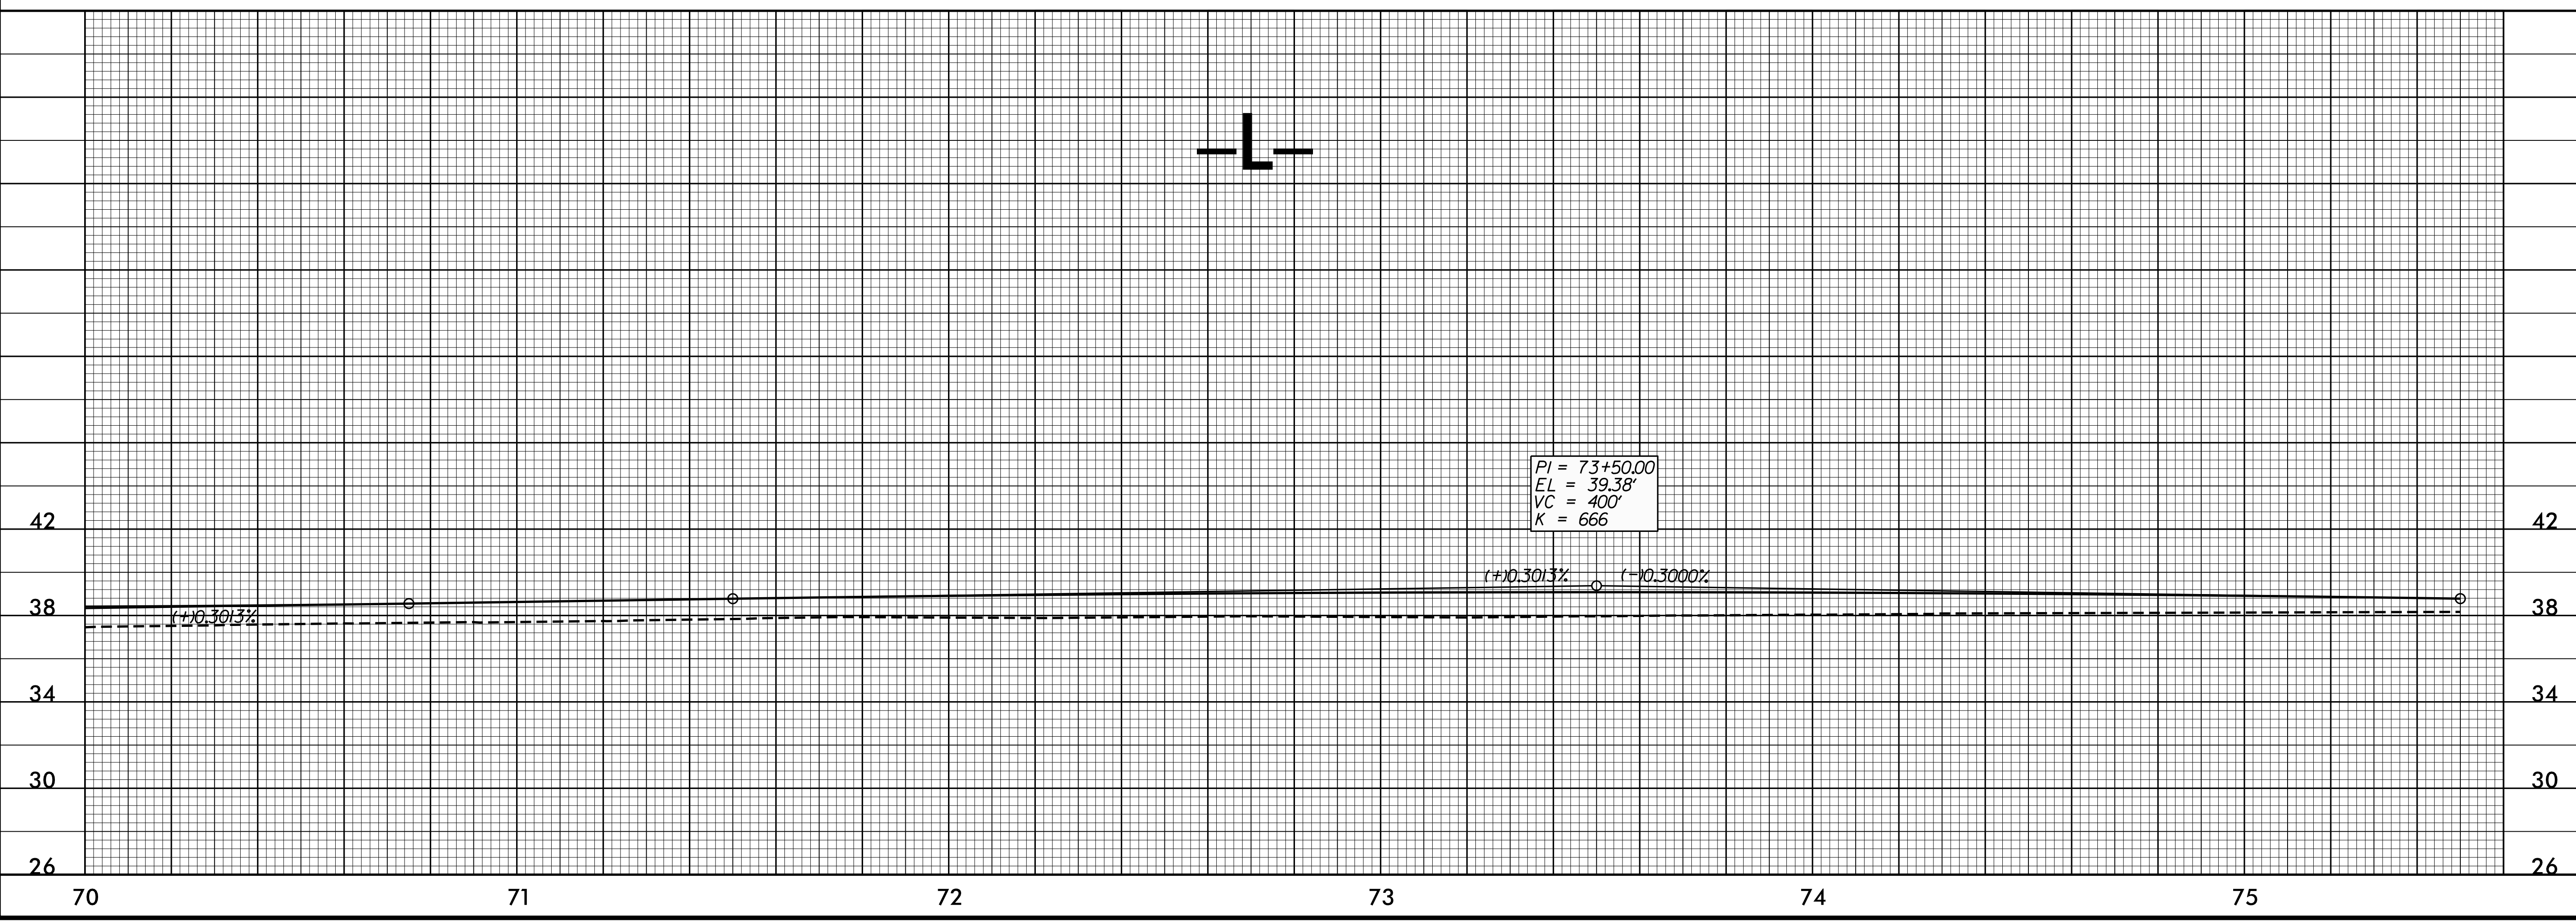 -L-
PI = 73+50.00
EL = 39.38'
VC = 400'
K = 666
42 42
(+)0.3013% (-)0.3000%
38 38
(+)0.3013%
34 34
30 30
26 26
70 71 72 73 74 75